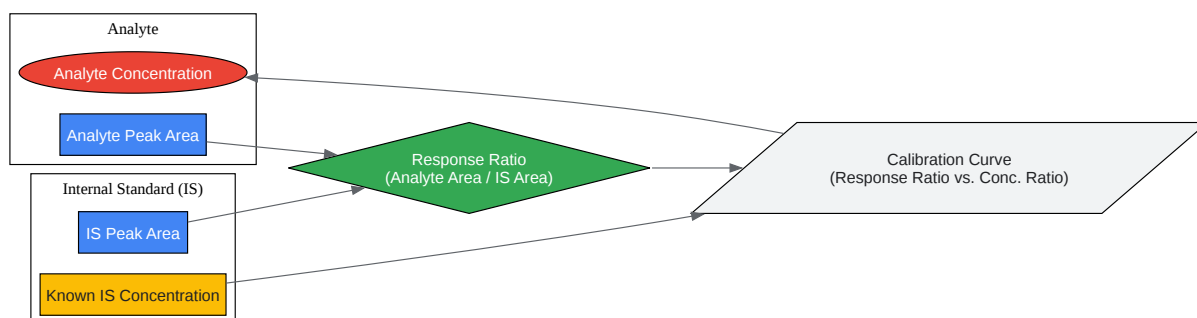 Analyte
Analyte Concentration
Analyte Peak Area
Internal Standard (IS)
IS Peak Area
Known IS Concentration
Response Ratio
(Analyte Area / IS Area)
Calibration Curve
(Response Ratio vs. Conc. Ratio)